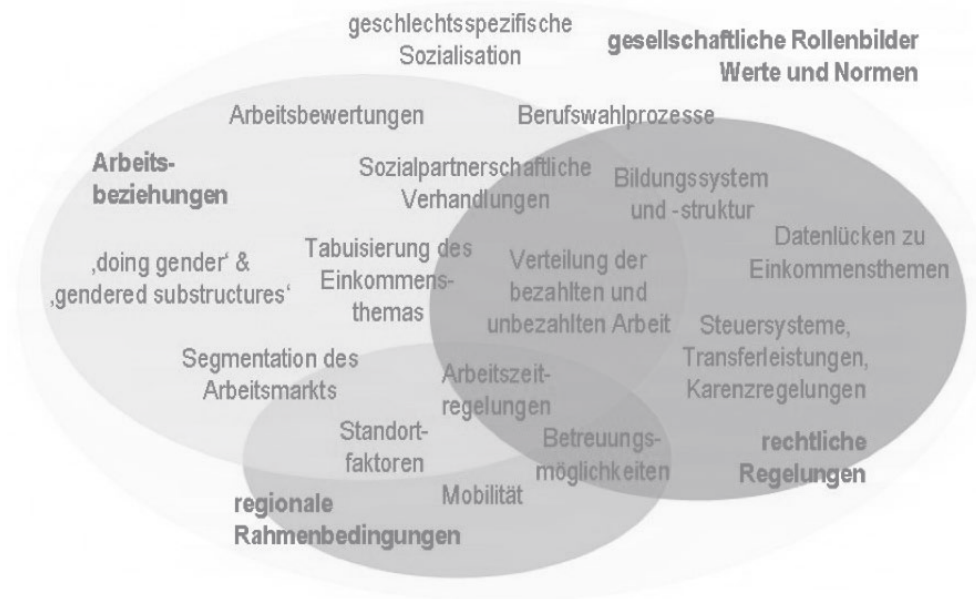 geschlechtsspezifische
Sozialisation
gesellschaftliche Rollenbilder
Werte und Normen
Arbeitsbewertungen
Berufswahlprozesse
Arbeits-
beziehungen
Sozialpartnerschaftliche
Verhandlungen
Bildungssystem
und -struktur
‚doing gender‘ &
‚gendered substructures‘
Tabuisierung des
Einkommens-
themas
Verteilung der
bezahlten und
unbezahlten Arbeit
Datenlücken zu
Einkommensthemen
Steuersysteme,
Transferleistungen,
Karenzregelungen
Segmentation des
Arbeitsmarkts
Arbeitszeit-
regelungen
Standort-
faktoren
Betreuungs-
möglichkeiten
rechtliche
Regelungen
Mobilität
regionale
Rahmenbedingungen